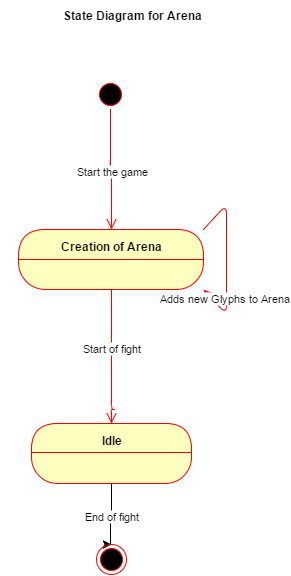 State Diagram for Arena
Start the game
Creation of Arena
Adds new Glyphs to Arena
Start of fight
Idle
End of fight